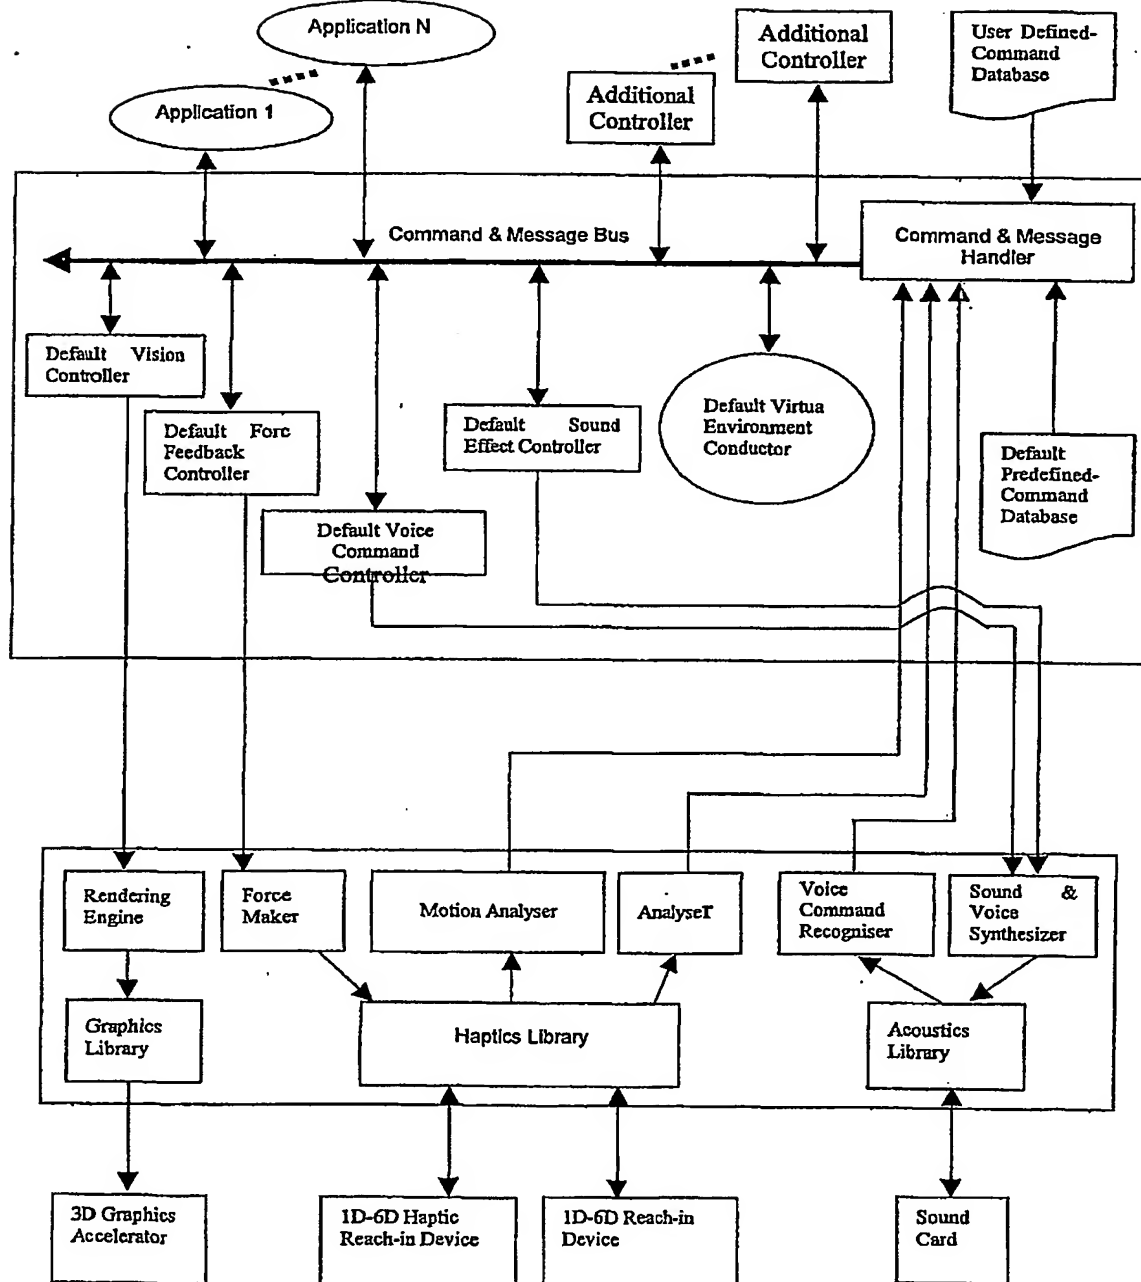 Application N
Application 1
Additional
Controller
Additional
Controller
User Defined-
Command
Database
Command & Message Bus
Command & Message
Handler
Default Vision
Controller
Default Forc
Feedback
Controller
Default Voice
Command
Controller
Default Sound
Effect Controller
Default Virtua
Environment
Conductor
Default
Predefined-
Command
Database
Rendering
Engine
Force
Maker
Motion Analyser
Analyser
Voice
Command
Recogniser
Sound &
Voice
Synthesizer
Graphics
Library
Haptics Library
Acoustics
Library
3D Graphics
Accelerator
1D-6D Haptic
Reach-in Device
1D-6D Reach-in
Device
Sound
Card